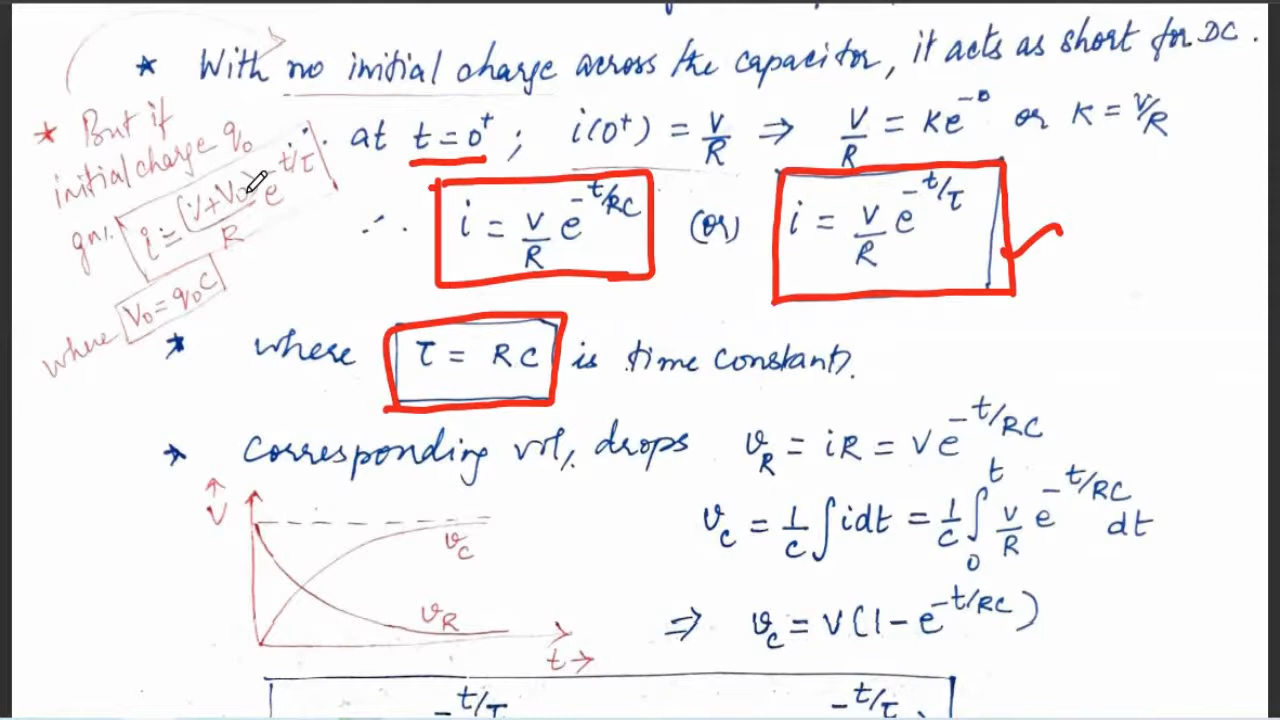 * With no initial charge across the capacitor, it acts as short for DC.
* But if initial charge q₀ gn. i = (V+V₀)/R e^(-t/τ)
where V₀ = q₀C
∴ at t=0⁺ ; i(0⁺) = V/R ⇒ V/R = Ke⁻⁰ or K = V/R
∴ i = V/R e^(-t/RC) (or) i = V/R e^(-t/τ)
* where τ = RC is time constant.
* Corresponding vol. drops v_R = iR = Ve^(-t/RC)
v_C = 1/C ∫idt = 1/C ∫₀ᵗ V/R e^(-t/RC) dt
⇒ v_C = V(1-e^(-t/RC))
↑ V
v_C
v_R
t→
-t/τ -t/τ